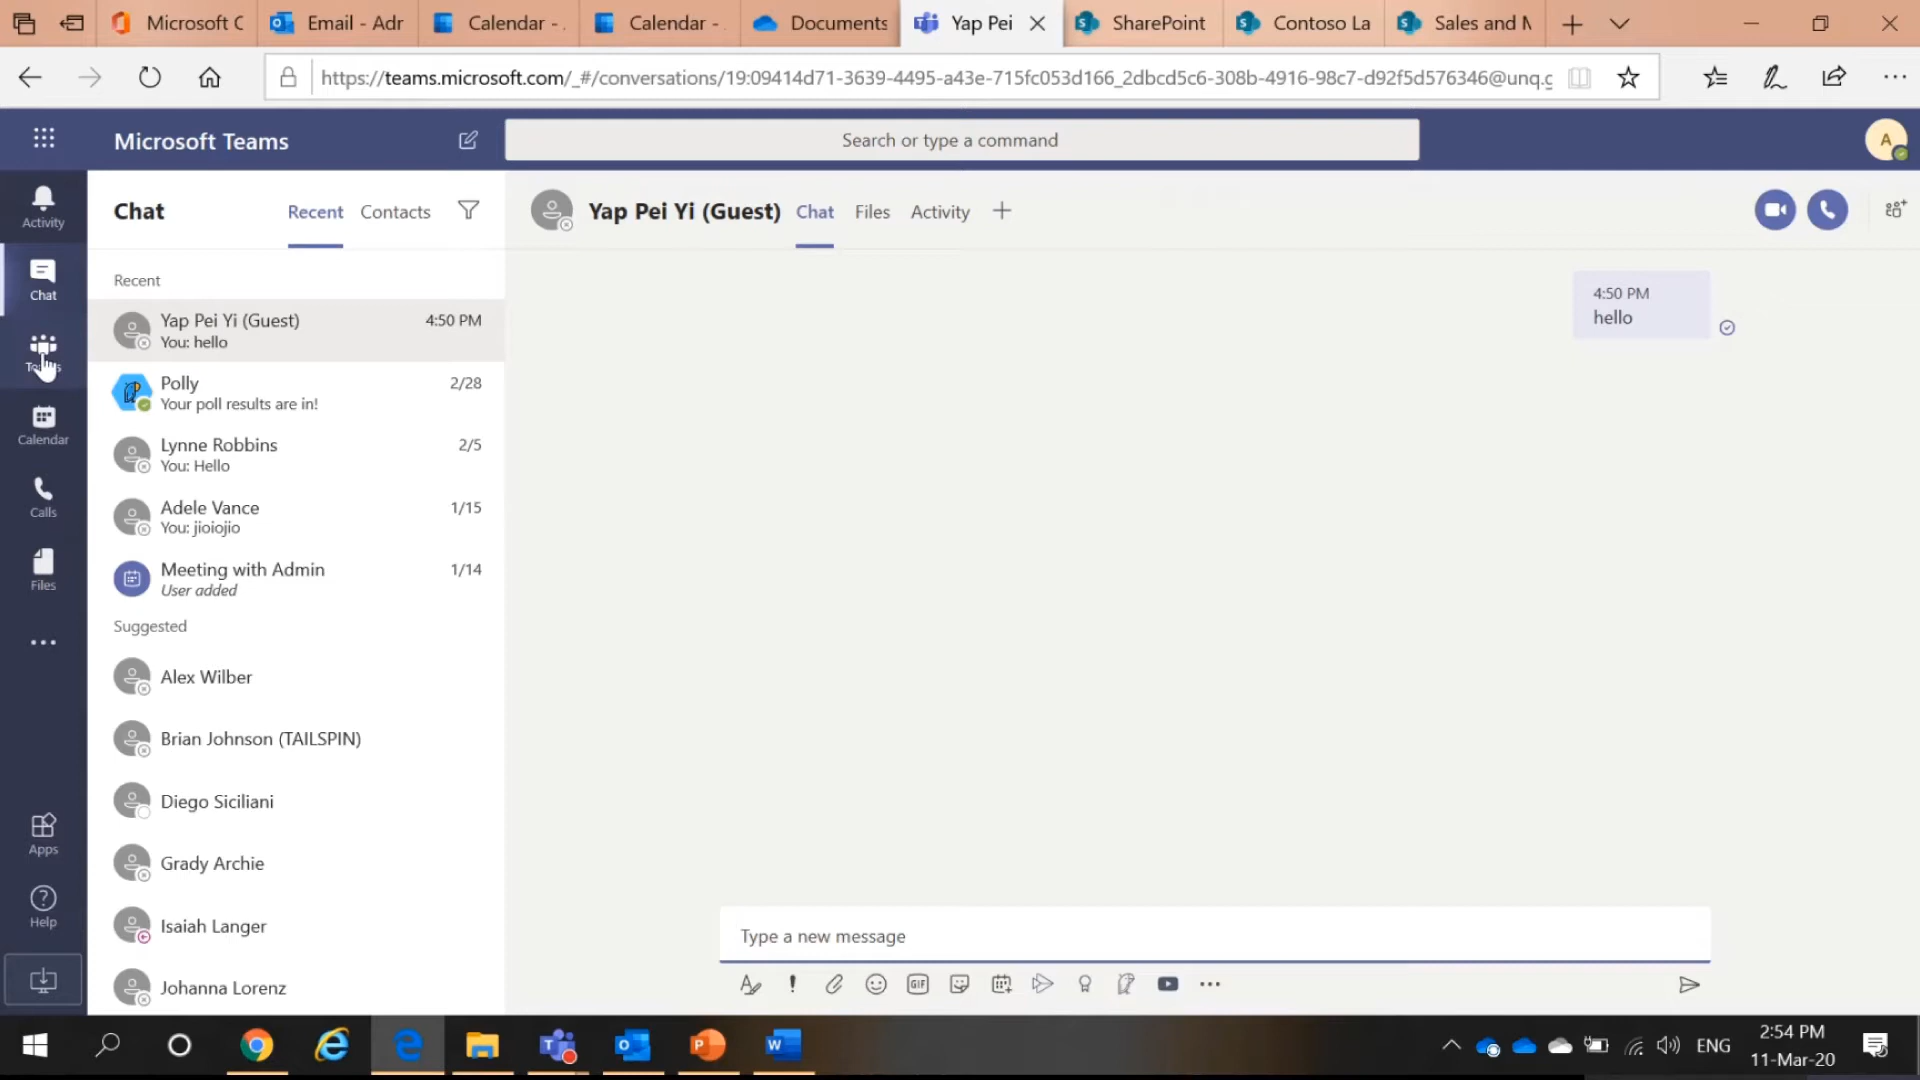 Microsoft C
Email - Adr
Calendar -
Calendar -
Documents
Yap Pei
SharePoint
Contoso La
Sales and M
https://teams.microsoft.com/_#/conversations/19:09414d71-3639-4495-a43e-715fc053d166_2dbcd5c6-308b-4916-98c7-d92f5d576346@unq.g
Microsoft Teams
Search or type a command
A
Activity
Chat
Calendar
Calls
Files
Apps
Help
Chat
Recent
Contacts
Recent
Yap Pei Yi (Guest)
4:50 PM
You: hello
Polly
2/28
Your poll results are in!
Lynne Robbins
2/5
You: Hello
Adele Vance
1/15
You: jioiojio
Meeting with Admin
1/14
User added
Suggested
Alex Wilber
Brian Johnson (TAILSPIN)
Diego Siciliani
Grady Archie
Isaiah Langer
Johanna Lorenz
Yap Pei Yi (Guest)
Chat
Files
Activity
4:50 PM
hello
Type a new message
GIF
ENG
2:54 PM
11-Mar-20